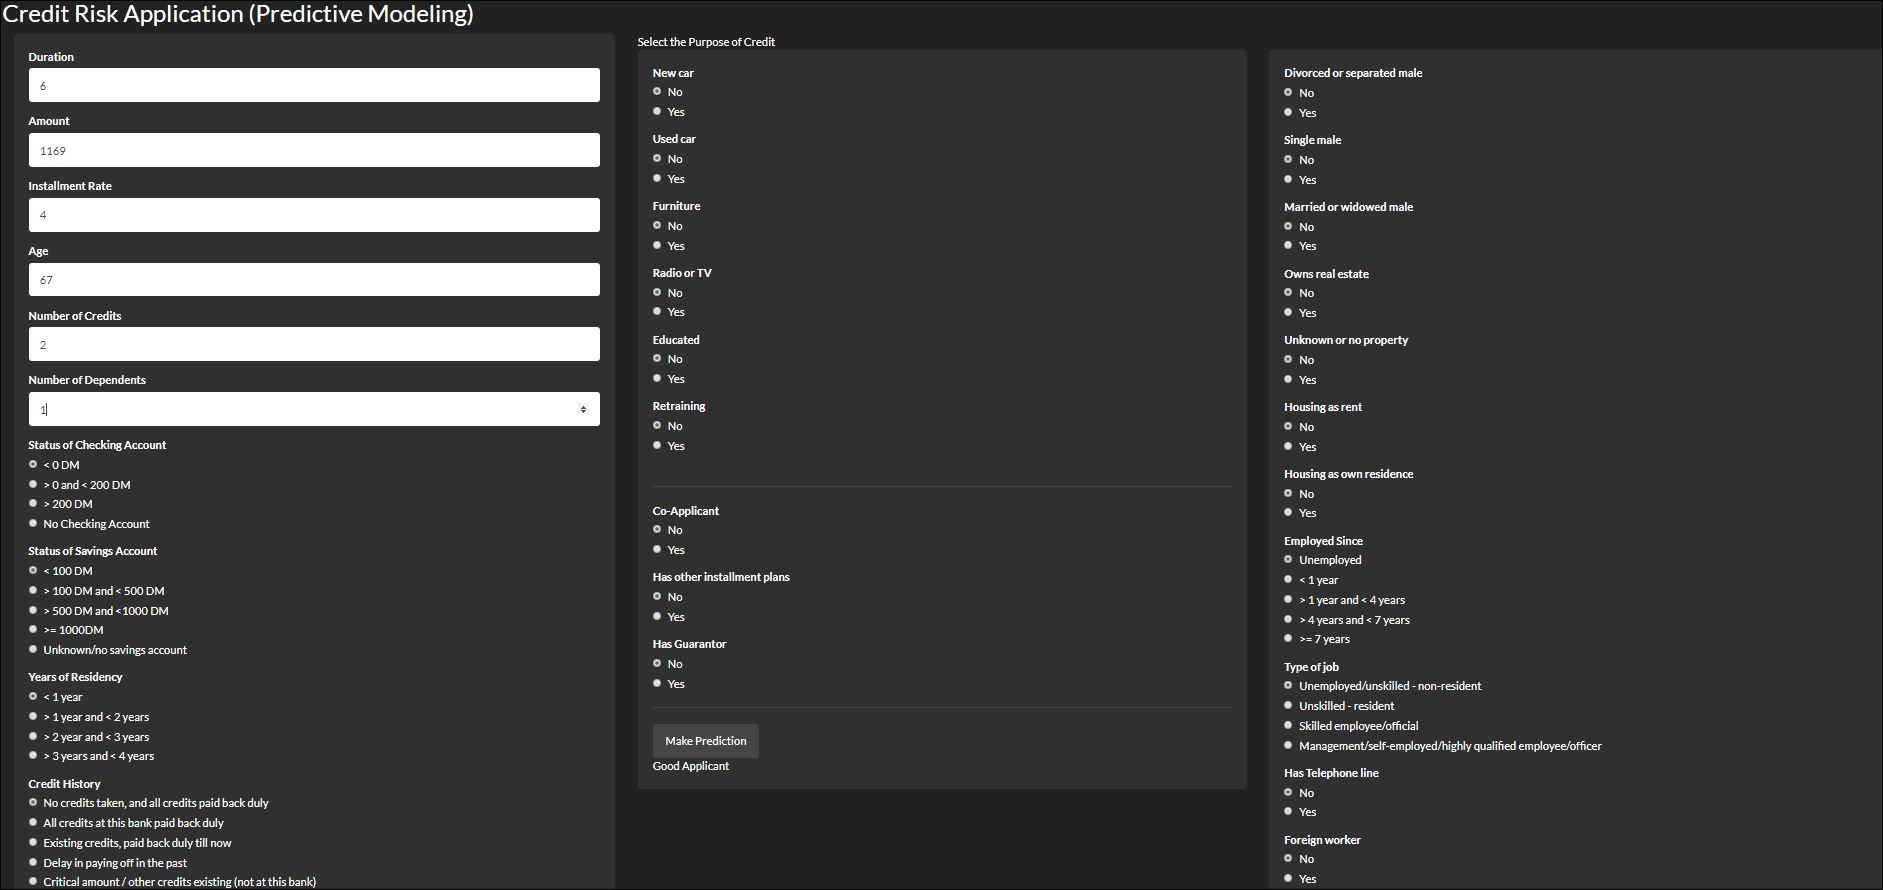 Credit Risk Application (Predictive Modeling)
Duration
6
Amount
1169
Installment Rate
4
Age
67
Number of Credits
2
Number of Dependents
1
Status of Checking Account
< 0 DM
> 0 and < 200 DM
> 200 DM
No Checking Account
Status of Savings Account
< 100 DM
> 100 DM and < 500 DM
> 500 DM and <1000 DM
>= 1000DM
Unknown/no savings account
Years of Residency
< 1 year
> 1 year and < 2 years
> 2 year and < 3 years
> 3 years and < 4 years
Credit History
No credits taken, and all credits paid back duly
All credits at this bank paid back duly
Existing credits, paid back duly till now
Delay in paying off in the past
Critical amount / other credits existing (not at this bank)
Select the Purpose of Credit
New car
No
Yes
Used car
No
Yes
Furniture
No
Yes
Radio or TV
No
Yes
Educated
No
Yes
Retraining
No
Yes
Co-Applicant
No
Yes
Has other installment plans
No
Yes
Has Guarantor
No
Yes
Make Prediction
Good Applicant
Divorced or separated male
No
Yes
Single male
No
Yes
Married or widowed male
No
Yes
Owns real estate
No
Yes
Unknown or no property
No
Yes
Housing as rent
No
Yes
Housing as own residence
No
Yes
Employed Since
Unemployed
< 1 year
> 1 year and < 4 years
> 4 years and < 7 years
>= 7 years
Type of job
Unemployed/unskilled - non-resident
Unskilled - resident
Skilled employee/official
Management/self-employed/highly qualified employee/officer
Has Telephone line
No
Yes
Foreign worker
No
Yes